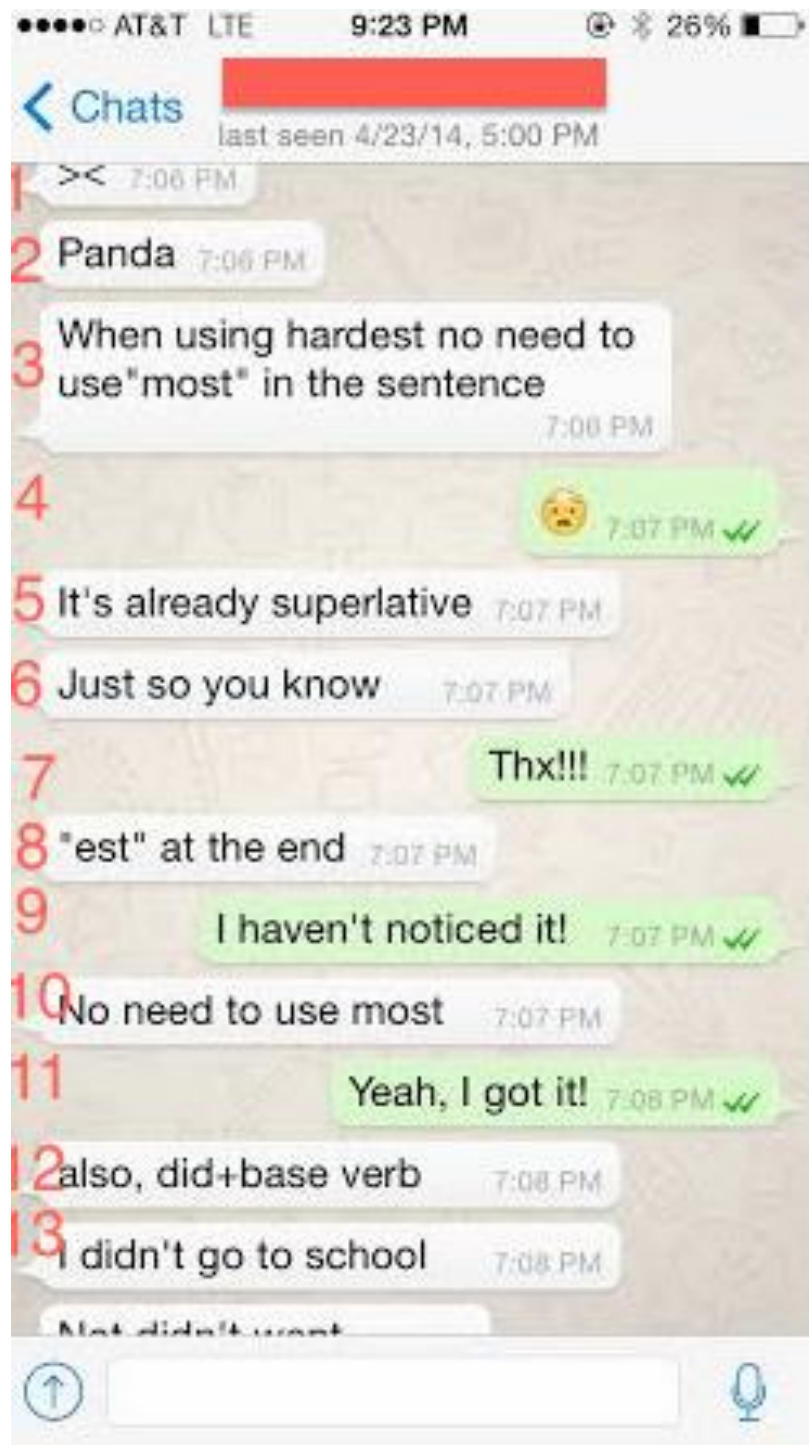 AT&T LTE 9:23 PM 26%
Chats
last seen 4/23/14, 5:00 PM
1 >< 7:06 PM
2 Panda 7:06 PM
3 When using hardest no need to
use"most" in the sentence
7:06 PM
4 7:07 PM
5 It's already superlative 7:07 PM
6 Just so you know 7:07 PM
7 Thx!!! 7:07 PM
8 "est" at the end 7:07 PM
9 I haven't noticed it! 7:07 PM
10 No need to use most 7:07 PM
11 Yeah, I got it! 7:08 PM
12 also, did+base verb 7:08 PM
13 I didn't go to school 7:08 PM
Not didn't went